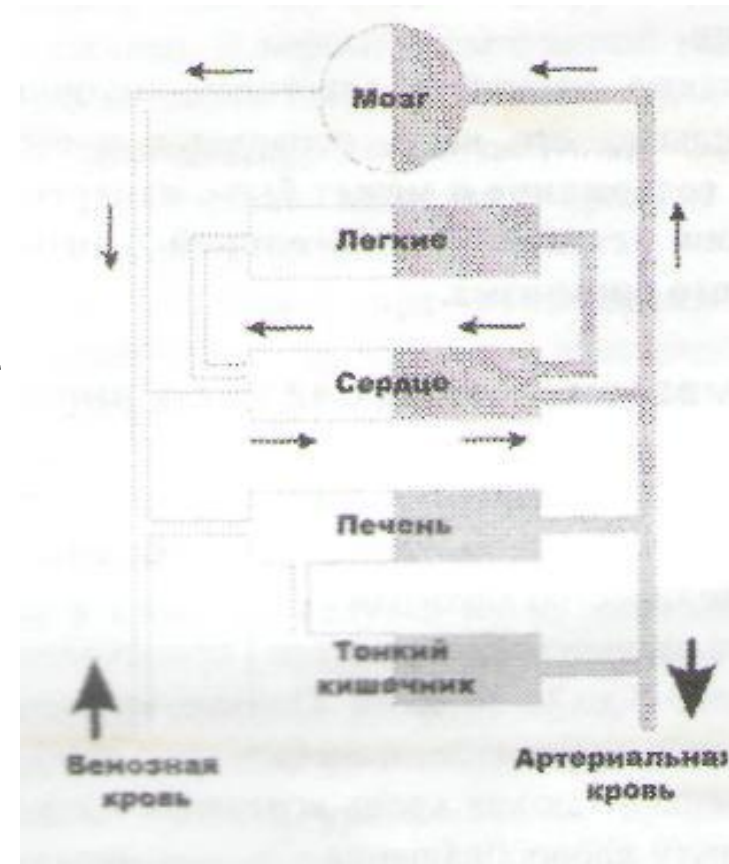 Мозг
Легкие
Сердце
Печень
Тонкий
кишечник
Венозная
кровь
Артериальная
кровь